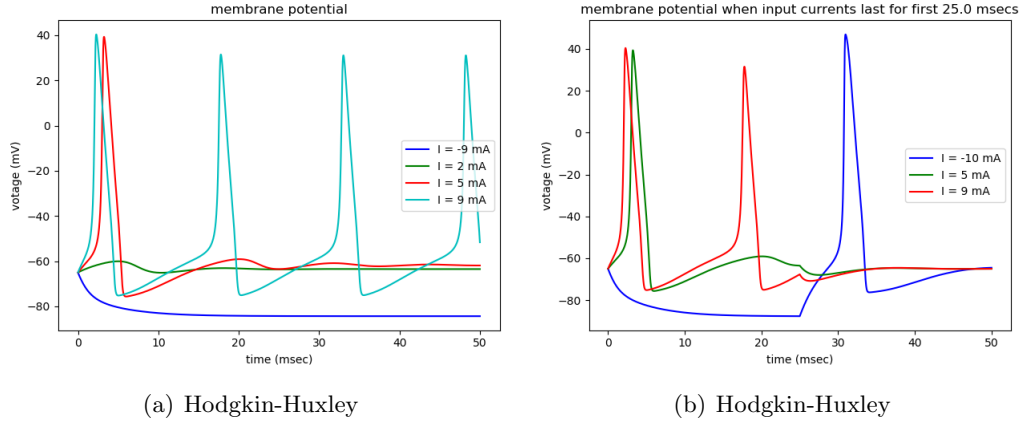 membrane potential
40
20
0
−20
−40
−60
−80
votage (mV)
I = -9 mA
I = 2 mA
I = 5 mA
I = 9 mA
0
10
20
30
40
50
time (msec)
(a) Hodgkin-Huxley
membrane potential when input currents last for first 25.0 msecs
40
20
0
−20
−40
−60
−80
votage (mV)
I = -10 mA
I = 5 mA
I = 9 mA
0
10
20
30
40
50
time (msec)
(b) Hodgkin-Huxley